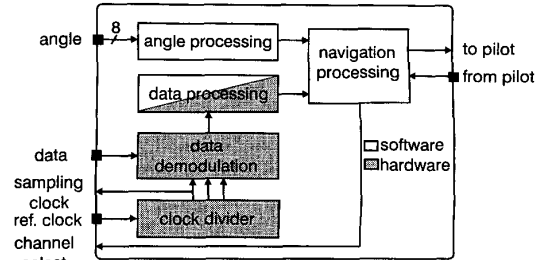 angle
8
angle processing
navigation
processing
to pilot
from pilot
data processing
data
data
demodulation
software
hardware
sampling
clock
ref. clock
clock divider
channel